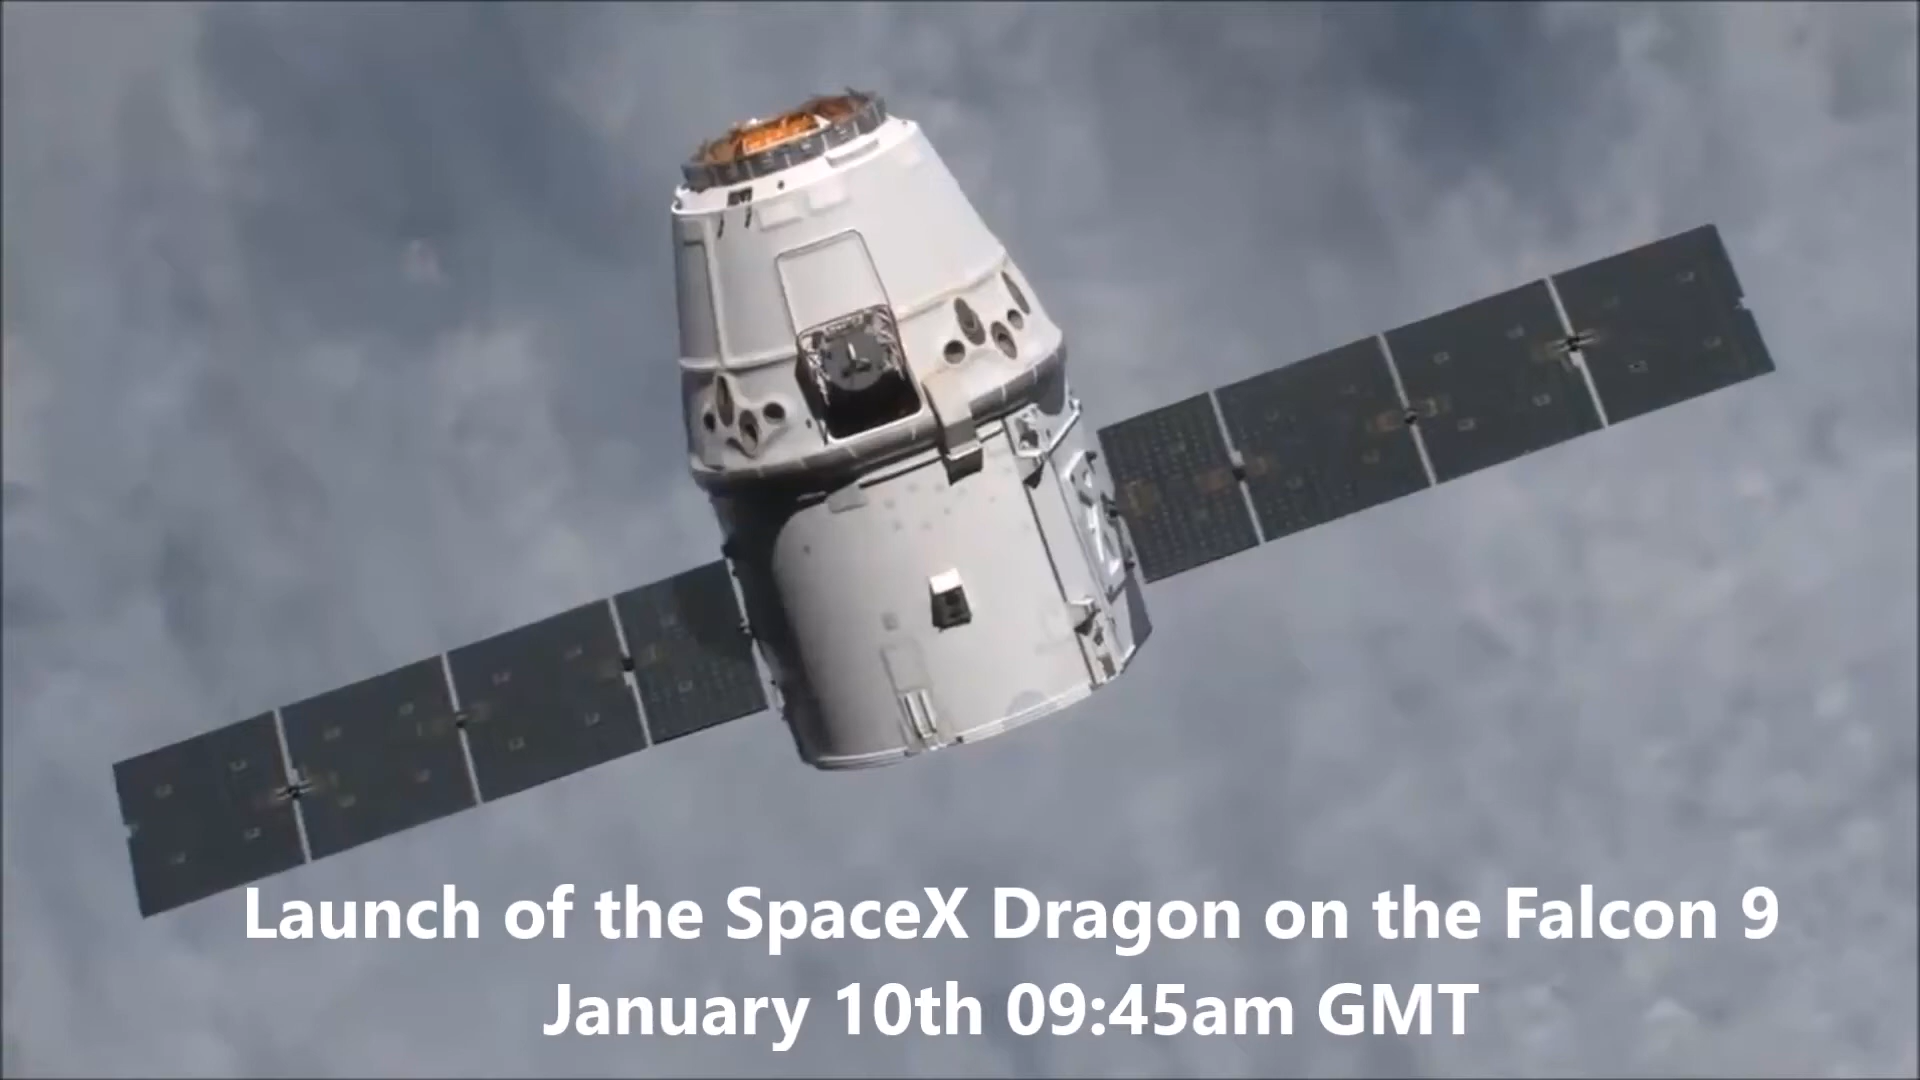 Launch of the SpaceX Dragon on the Falcon 9
January 10th 09:45am GMT